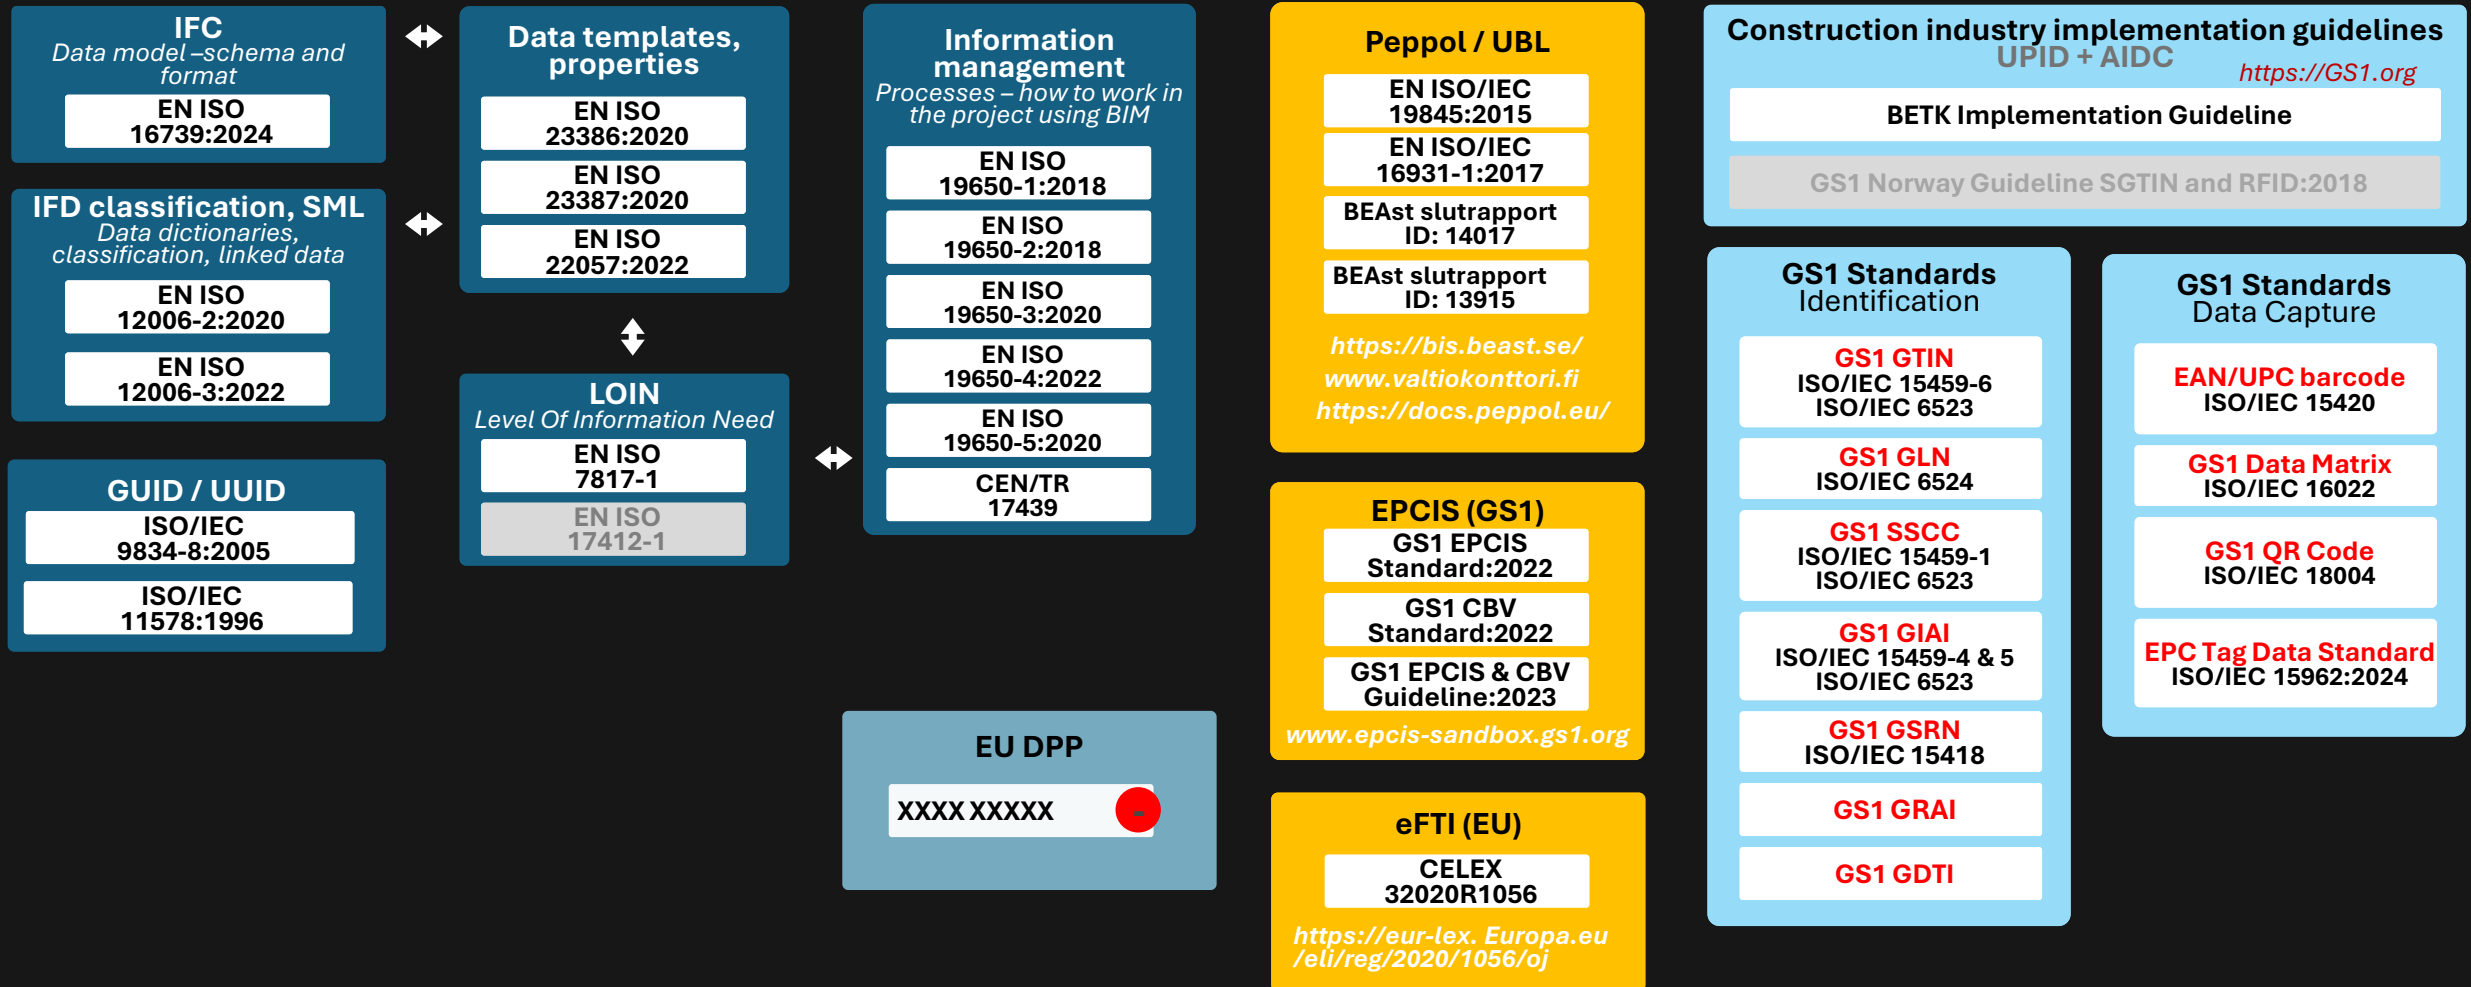 IFC
Data model –schema and
format
EN ISO
16739:2024
IFD classification, SML
Data dictionaries,
classification, linked data
EN ISO
12006-2:2020
EN ISO
12006-3:2022
GUID / UUID
ISO/IEC
9834-8:2005
ISO/IEC
11578:1996
Data templates,
properties
EN ISO
23386:2020
EN ISO
23387:2020
EN ISO
22057:2022
LOIN
Level Of Information Need
EN ISO
7817-1
EN ISO
17412-1
Information
management
Processes – how to work in
the project using BIM
EN ISO
19650-1:2018
EN ISO
19650-2:2018
EN ISO
19650-3:2020
EN ISO
19650-4:2022
EN ISO
19650-5:2020
CEN/TR
17439
EU DPP
XXXX XXXXX
-
Peppol / UBL
EN ISO/IEC
19845:2015
EN ISO/IEC
16931-1:2017
BEAst slutrapport
ID: 14017
BEAst slutrapport
ID: 13915
https://bis.beast.se/
www.valtiokonttori.fi
https://docs.peppol.eu/
EPCIS (GS1)
GS1 EPCIS
Standard:2022
GS1 CBV
Standard:2022
GS1 EPCIS & CBV
Guideline:2023
www.epcis-sandbox.gs1.org
eFTI (EU)
CELEX
32020R1056
https://eur-lex. Europa.eu
/eli/reg/2020/1056/oj
Construction industry implementation guidelines
UPID + AIDC
https://GS1.org
BETK Implementation Guideline
GS1 Norway Guideline SGTIN and RFID:2018
GS1 Standards
Identification
GS1 GTIN
ISO/IEC 15459-6
ISO/IEC 6523
GS1 GLN
ISO/IEC 6524
GS1 SSCC
ISO/IEC 15459-1
ISO/IEC 6523
GS1 GIAI
ISO/IEC 15459-4 & 5
ISO/IEC 6523
GS1 GSRN
ISO/IEC 15418
GS1 GRAI
GS1 GDTI
GS1 Standards
Data Capture
EAN/UPC barcode
ISO/IEC 15420
GS1 Data Matrix
ISO/IEC 16022
GS1 QR Code
ISO/IEC 18004
EPC Tag Data Standard
ISO/IEC 15962:2024